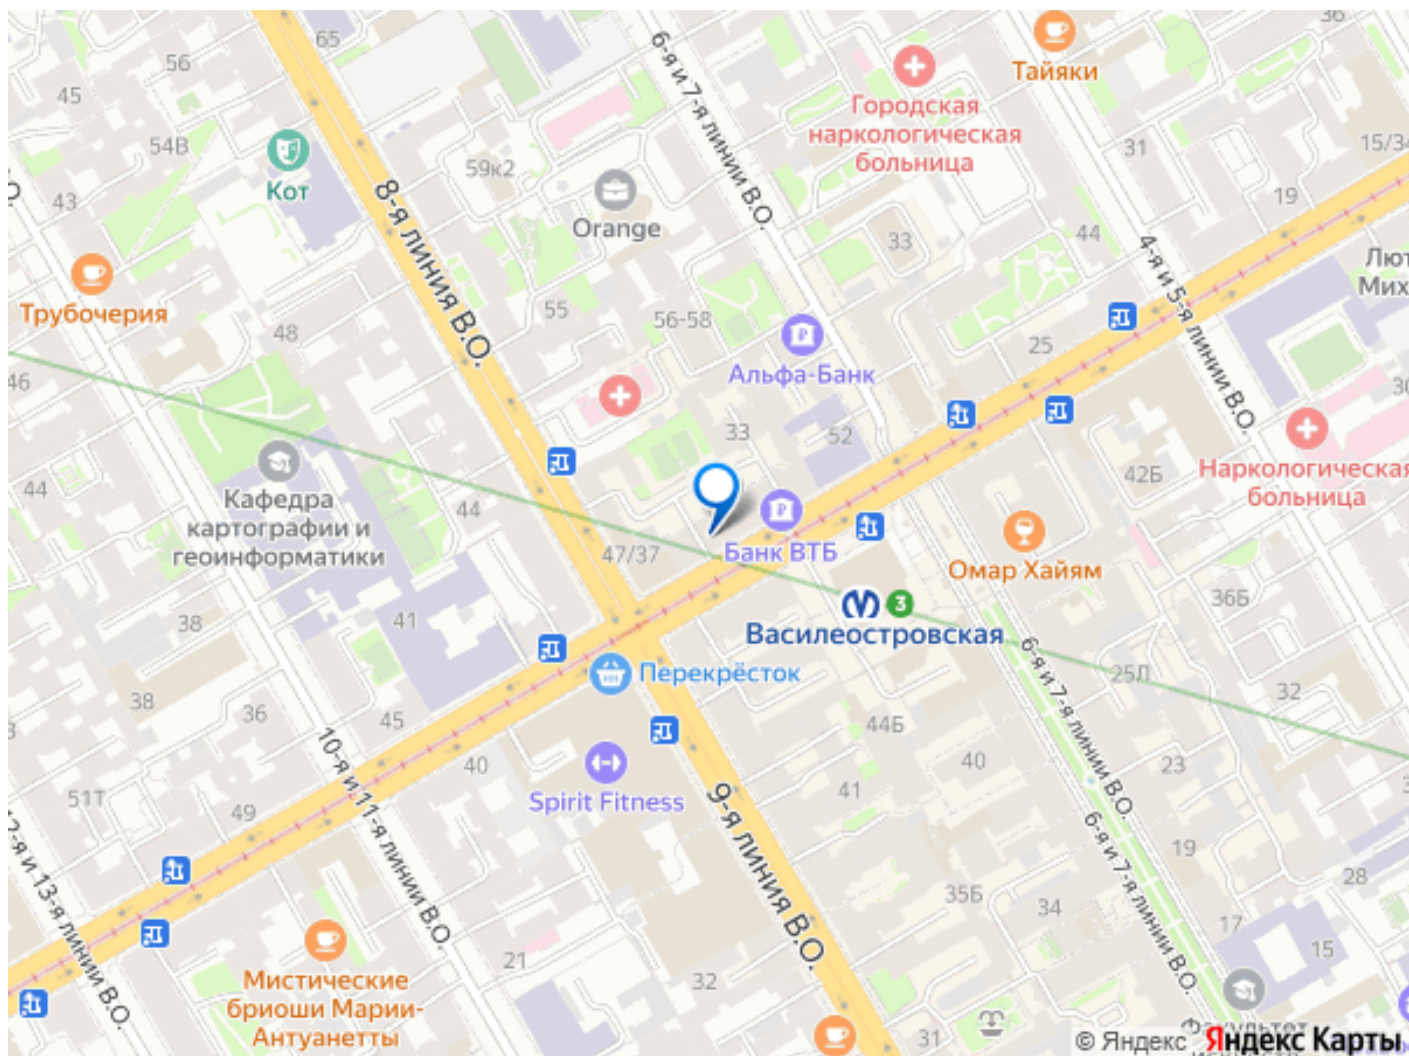 65
56
45
54В
43
Кот
59к2
Orange
6-я и 7-я линии В.О.
Тайяки
36
Городская
наркологическая
больница
31
15/34
19
33
44
4-я и 5-я линии В.О.
Трубочерия
8-я линия В.О.
48
55
56-58
Альфа-Банк
25
46
33
52
Наркологическая
больница
42Б
44
Кафедра
картографии и
геоинформатики
44
47/37
Банк ВТБ
Омар Хайям
36Б
3
Василеостровская
38
41
Перекрёсток
6-я и 7-я линии В.О.
25Л
32
38
36
45
44Б
40
Spirit Fitness
40
41
23
51Т
49
10-я и 11-я линии В.О.
9-я линия В.О.
6-я и 7-я линии В.О.
19
12-я и 13-я линии В.О.
35Б
34
28
17
15
21
32
Мистические
бриоши Марии-
Антуанетты
31
© Яндекс
Яндекс Карты